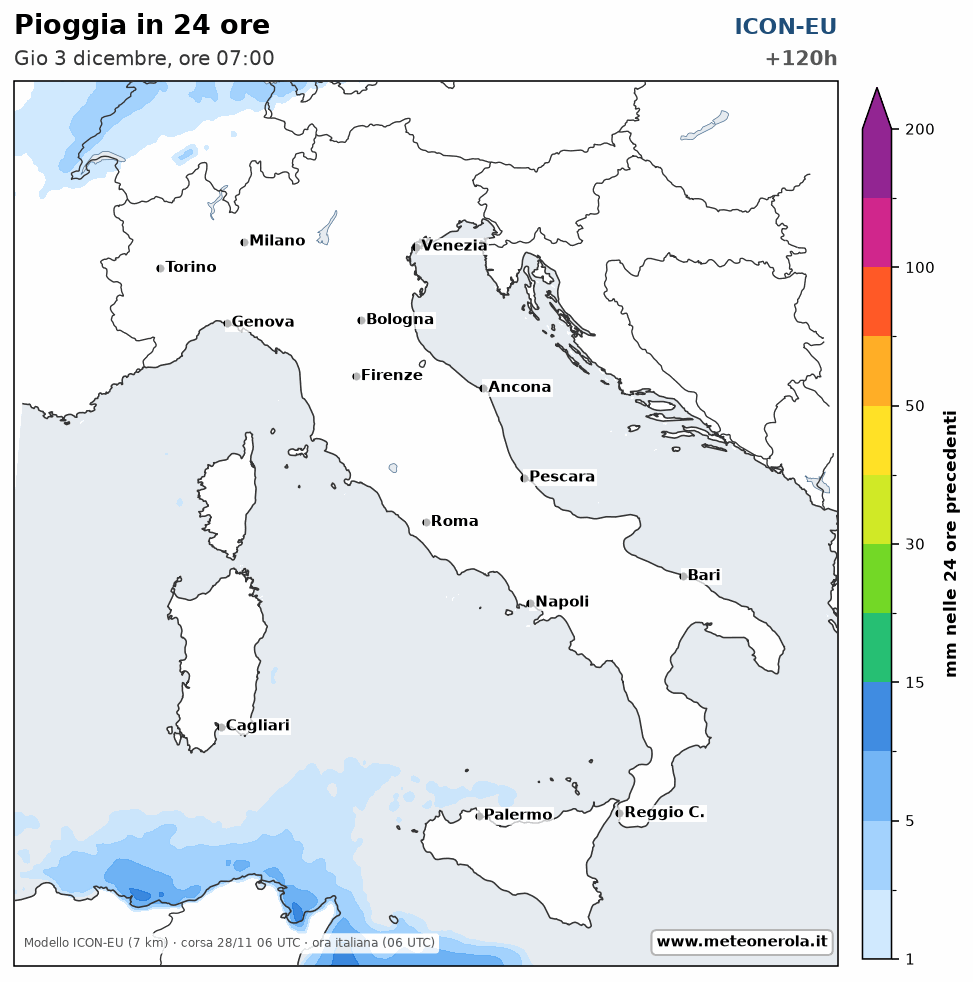 Pioggia in 24 ore
ICON-EU
Gio 3 dicembre, ore 07:00
+120h
200
Milano
Venezia
Torino
100
Genova
Bologna
Firenze
Ancona
50
Pescara
Roma
30
Bari
Napoli
mm nelle 24 ore precedenti
15
Cagliari
Palermo
Reggio C.
5
Modello ICON-EU (7 km) · corsa 28/11 06 UTC · ora italiana (06 UTC)
www.meteonerola.it
1